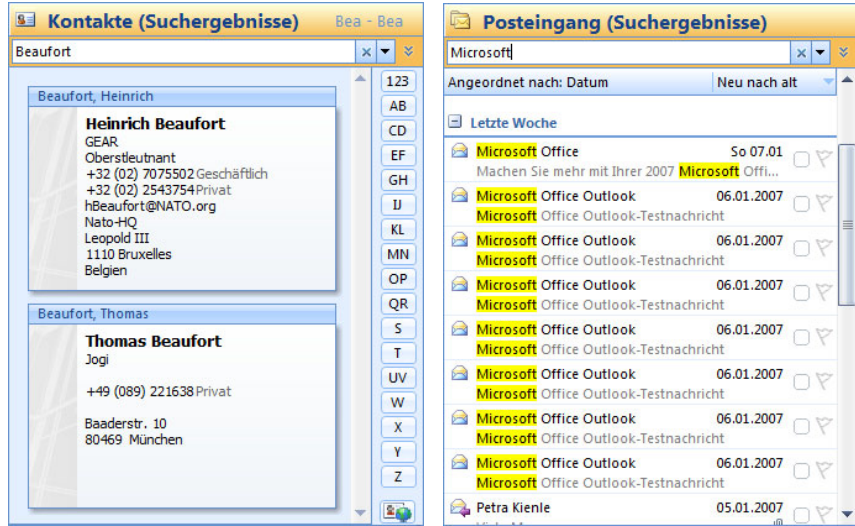 Kontakte (Suchergebnisse) Bea - Bea
Beaufort
Beaufort, Heinrich
Heinrich Beaufort
GEAR
Oberstleutnant
+32 (02) 7075502 Geschäftlich
+32 (02) 2543754 Privat
hBeaufort@NATO.org
Nato-HQ
Leopold III
1110 Bruxelles
Belgien
Beaufort, Thomas
Thomas Beaufort
Jogi
+49 (089) 221638 Privat
Baaderstr. 10
80469 München
123
AB
CD
EF
GH
IJ
KL
MN
OP
QR
S
T
UV
W
X
Y
Z
Posteingang (Suchergebnisse)
Microsoft
Angeordnet nach: Datum Neu nach alt
Letzte Woche
Microsoft Office So 07.01
Machen Sie mehr mit Ihrer 2007 Microsoft Offi...
Microsoft Office Outlook 06.01.2007
Microsoft Office Outlook-Testnachricht
Microsoft Office Outlook 06.01.2007
Microsoft Office Outlook-Testnachricht
Microsoft Office Outlook 06.01.2007
Microsoft Office Outlook-Testnachricht
Microsoft Office Outlook 06.01.2007
Microsoft Office Outlook-Testnachricht
Microsoft Office Outlook 06.01.2007
Microsoft Office Outlook-Testnachricht
Microsoft Office Outlook 06.01.2007
Microsoft Office Outlook-Testnachricht
Microsoft Office Outlook 06.01.2007
Microsoft Office Outlook-Testnachricht
Petra Kienle 05.01.2007